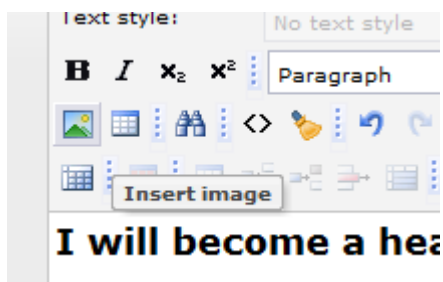 Text style:
No text style
B I x₂ x² Paragraph
Insert image
I will become a hea